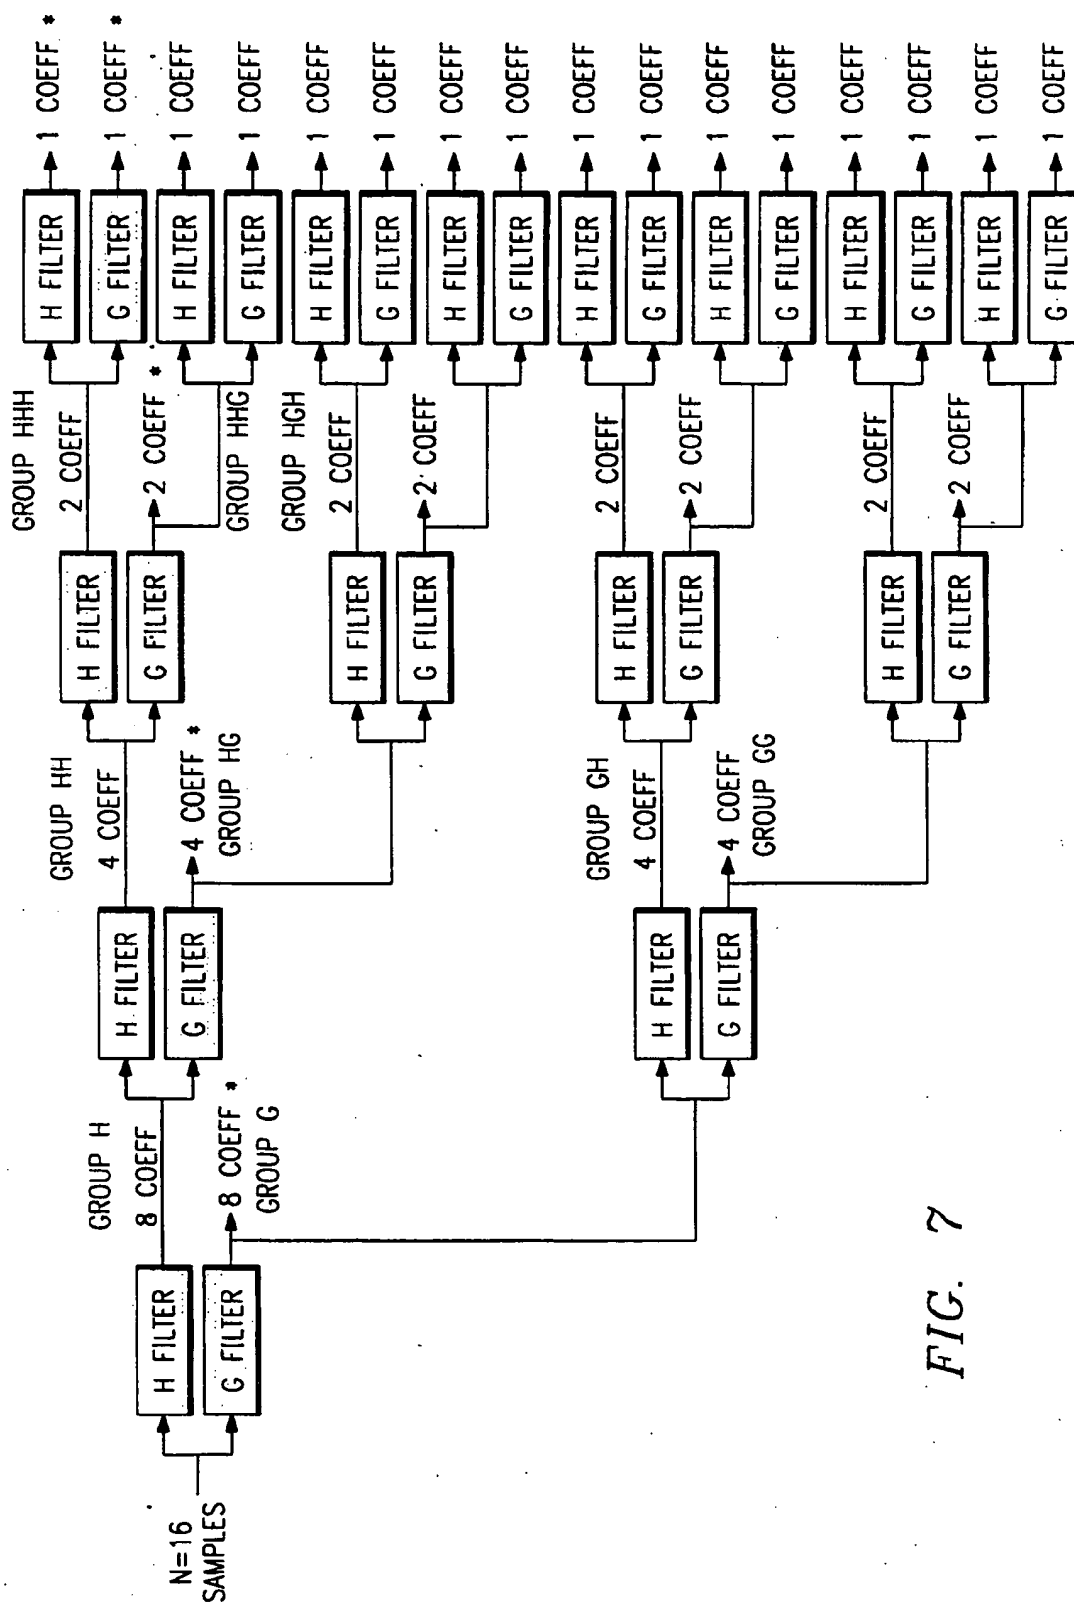 N=16
SAMPLES
H FILTER
G FILTER
GROUP H
8 COEFF
8 COEFF *
GROUP G
H FILTER
G FILTER
H FILTER
G FILTER
GROUP HH
4 COEFF
4 COEFF *
GROUP HG
GROUP GH
4 COEFF
4 COEFF
GROUP GG
H FILTER
G FILTER
H FILTER
G FILTER
H FILTER
G FILTER
H FILTER
G FILTER
GROUP HHH
2 COEFF
2 COEFF *
GROUP HHG
GROUP HGH
2 COEFF
2 COEFF
2 COEFF
2 COEFF
2 COEFF
2 COEFF
H FILTER
G FILTER
H FILTER
G FILTER
H FILTER
G FILTER
H FILTER
G FILTER
H FILTER
G FILTER
H FILTER
G FILTER
H FILTER
G FILTER
H FILTER
G FILTER
1 COEFF *
1 COEFF *
1 COEFF
1 COEFF
1 COEFF
1 COEFF
1 COEFF
1 COEFF
1 COEFF
1 COEFF
1 COEFF
1 COEFF
1 COEFF
1 COEFF
1 COEFF
1 COEFF
FIG. 7